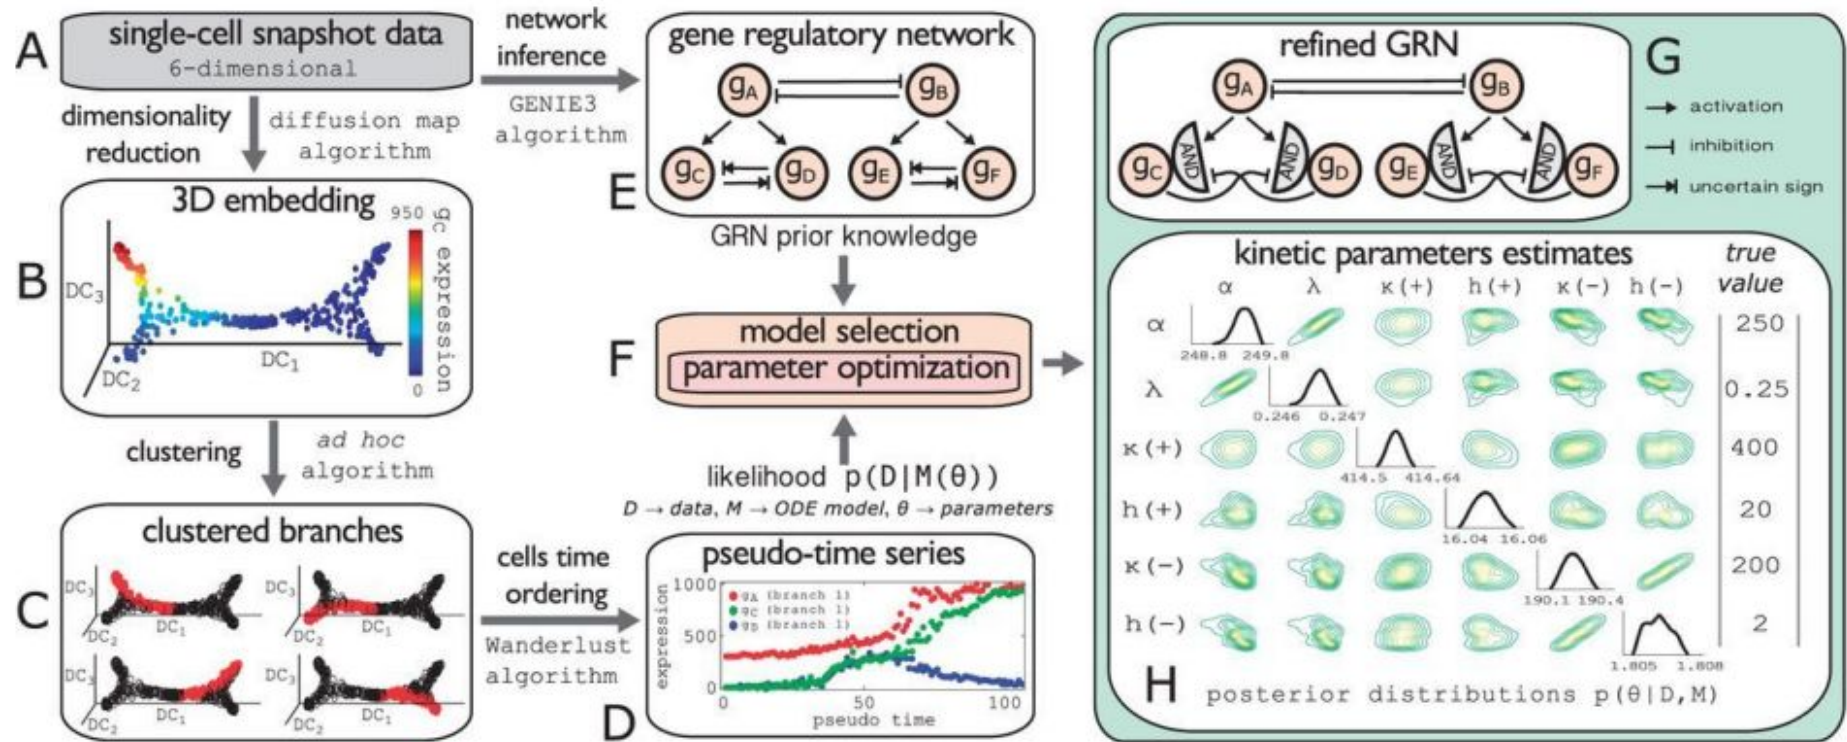 A
single-cell snapshot data
6-dimensional
network
inference
GENIE3
algorithm
dimensionality
reduction
diffusion map
algorithm
B
3D embedding
950
gc expression
0
DC3
DC1
DC2
clustering
ad hoc
algorithm
C
clustered branches
DC3
DC1
DC2
DC3
DC1
DC2
DC3
DC1
DC2
DC3
DC1
DC2
cells time
ordering
Wanderlust
algorithm
D
pseudo-time series
expression
1000
500
0
gA (branch 1)
gC (branch 1)
gB (branch 1)
0 50 100
pseudo time
E
gene regulatory network
gA gB
gC gD gE gF
GRN prior knowledge
F
model selection
parameter optimization
likelihood p(D|M(θ))
D → data, M → ODE model, θ → parameters
G
refined GRN
gA gB
gC AND AND gD gE AND AND gF
activation
inhibition
uncertain sign
H
kinetic parameters estimates
true
value
α λ κ(+) h(+) κ(-) h(-)
α 250
248.8 249.8
λ 0.25
0.246 0.247
κ(+) 400
414.5 414.64
h(+) 20
16.04 16.06
κ(-) 200
190.1 190.4
h(-) 2
1.805 1.808
posterior distributions p(θ|D,M)